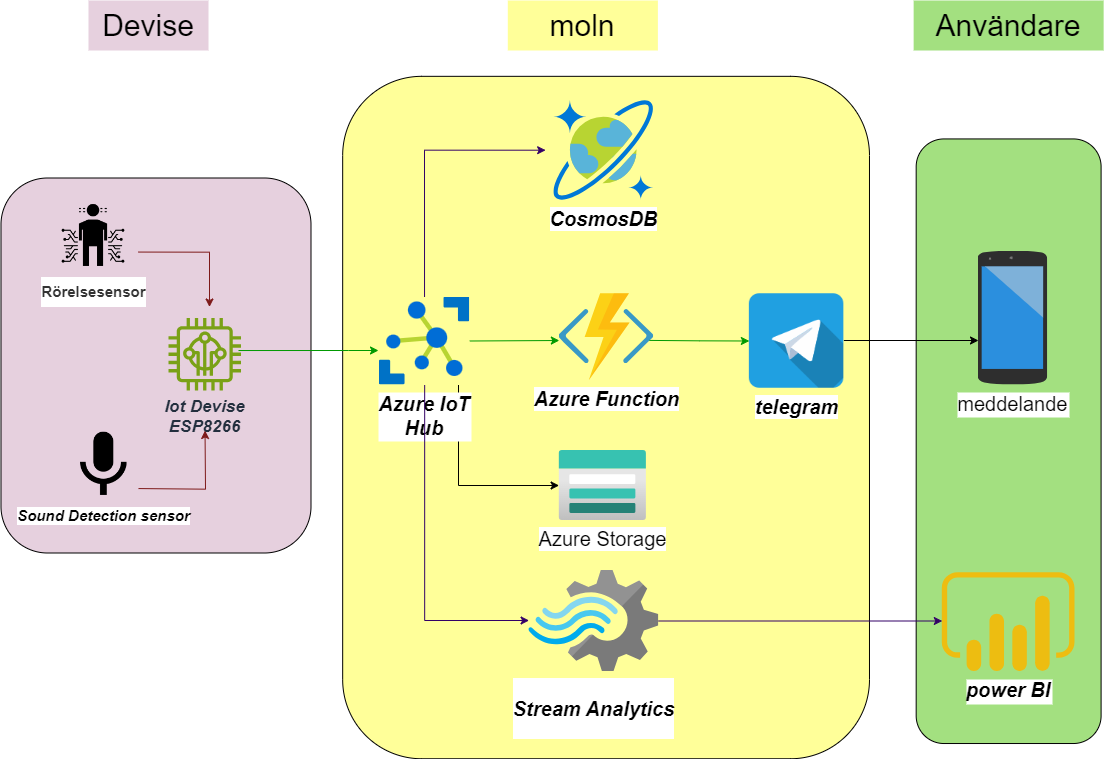 Devise
moln
Användare
CosmosDB
Rörelsesensor
Iot Devise
ESP8266
Sound Detection sensor
Azure IoT
Hub
Azure Function
telegram
meddelande
Azure Storage
Stream Analytics
power BI